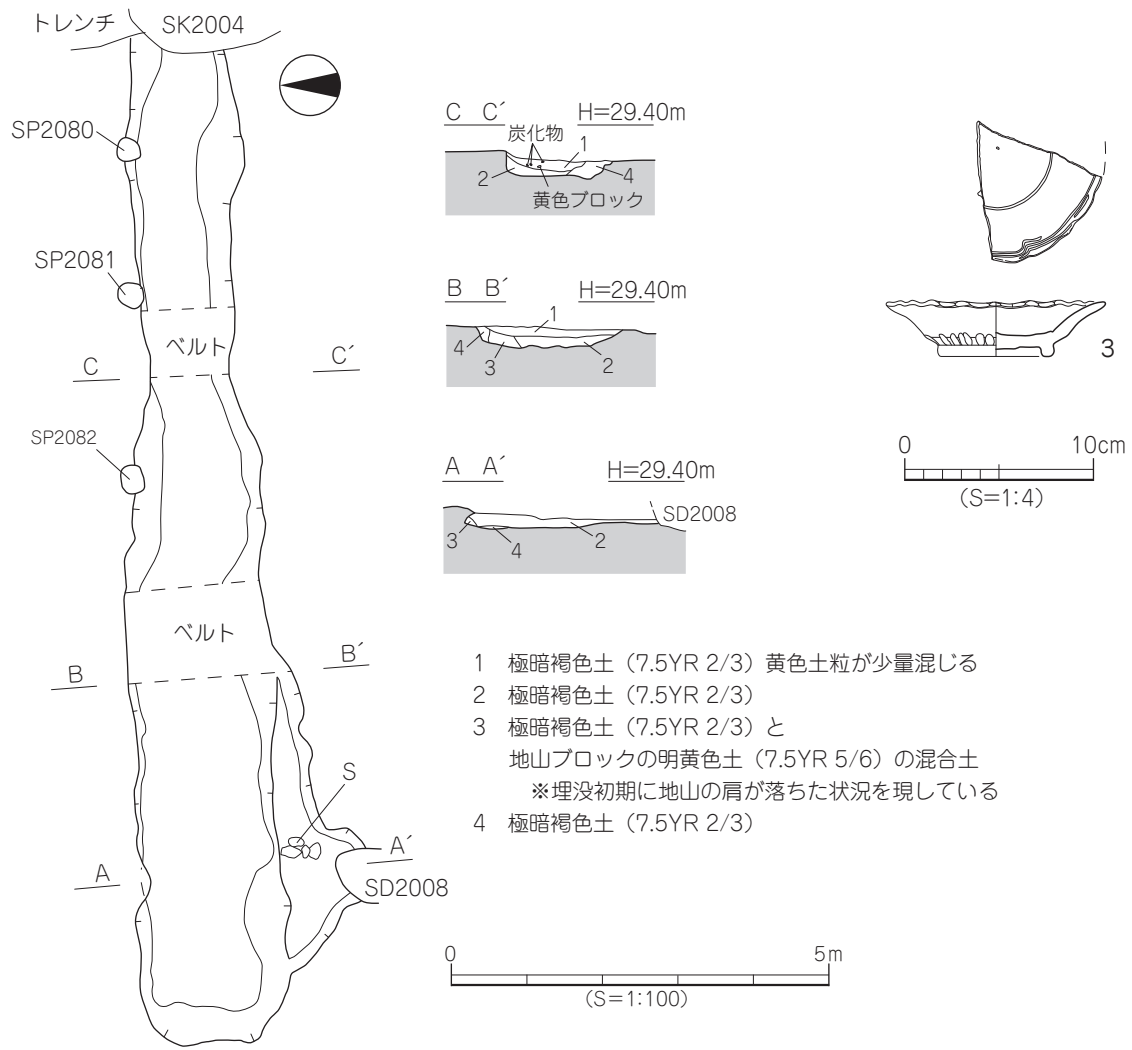 トレンチ SK2004
SP2080
SP2081
ベルト
C C´
SP2082
ベルト
B B´
S
A A´
SD2008
C C´ H=29.40m
炭化物
1
2 4
黄色ブロック
B B´ H=29.40m
1
4
3 2
A A´ H=29.40m
SD2008
3 4 2
3
0 10cm
(S=1:4)
1 極暗褐色土（7.5YR 2/3）黄色土粒が少量混じる
2 極暗褐色土（7.5YR 2/3）
3 極暗褐色土（7.5YR 2/3）と
地山ブロックの明黄色土（7.5YR 5/6）の混合土
※埋没初期に地山の肩が落ちた状況を現している
4 極暗褐色土（7.5YR 2/3）
0 5m
(S=1:100)